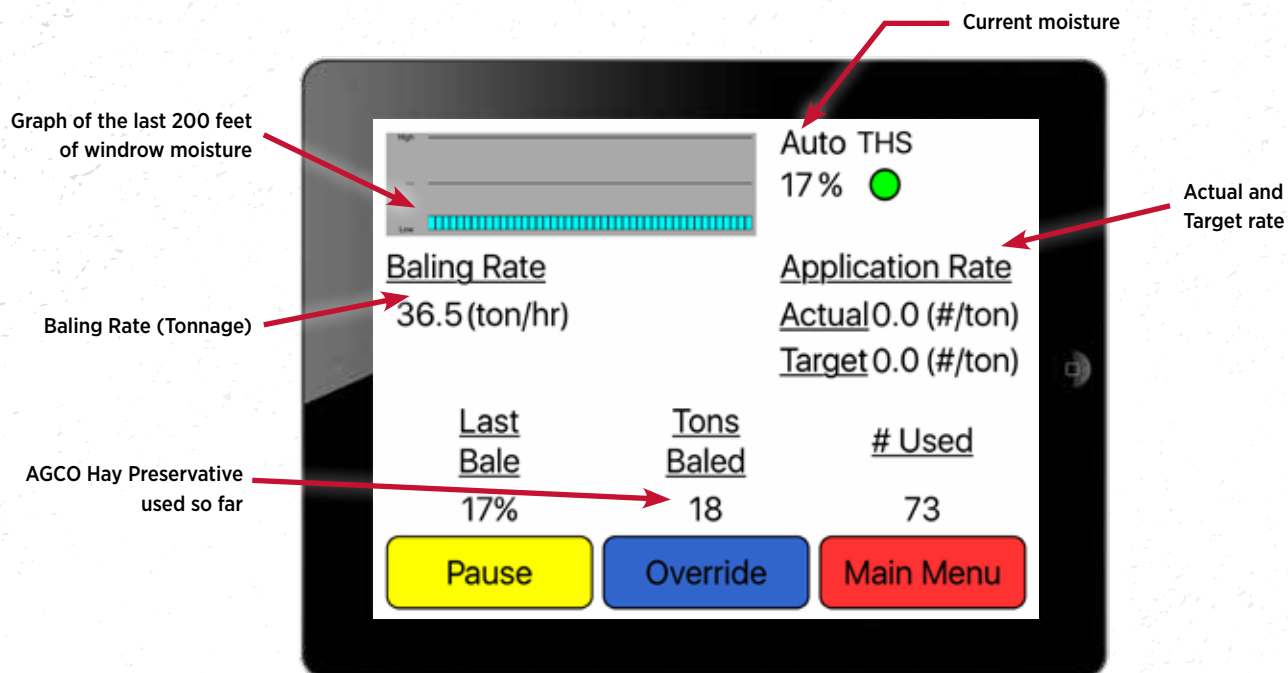 Current moisture
Graph of the last 200 feet
of windrow moisture
High
Low
Auto THS
17 %
Actual and
Target rate
Baling Rate
36.5 (ton/hr)
Application Rate
Actual 0.0 (#/ton)
Target 0.0 (#/ton)
Baling Rate (Tonnage)
Last
Bale
17%
Tons
Baled
18
# Used
73
AGCO Hay Preservative
used so far
Pause
Override
Main Menu